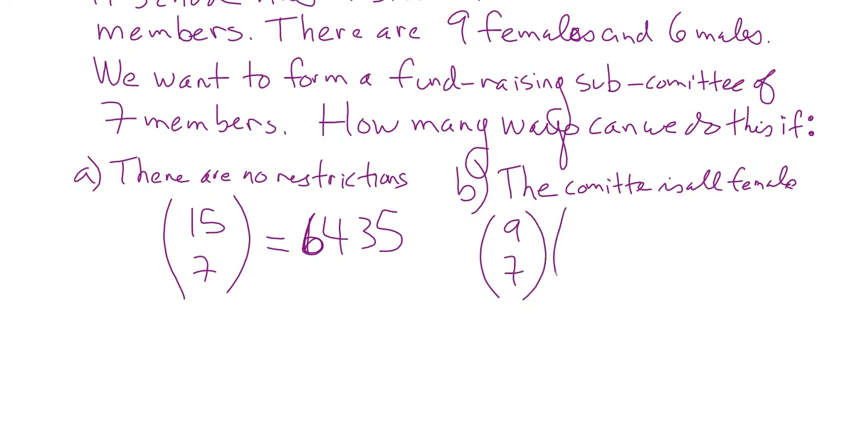 members. There are 9 females and 6 males.
We want to form a fund-raising sub-comittee of
7 members. How many ways can we do this if:
a) There are no restrictions
b) The comitte is all female
(15
7) = 6435
(9
7)(